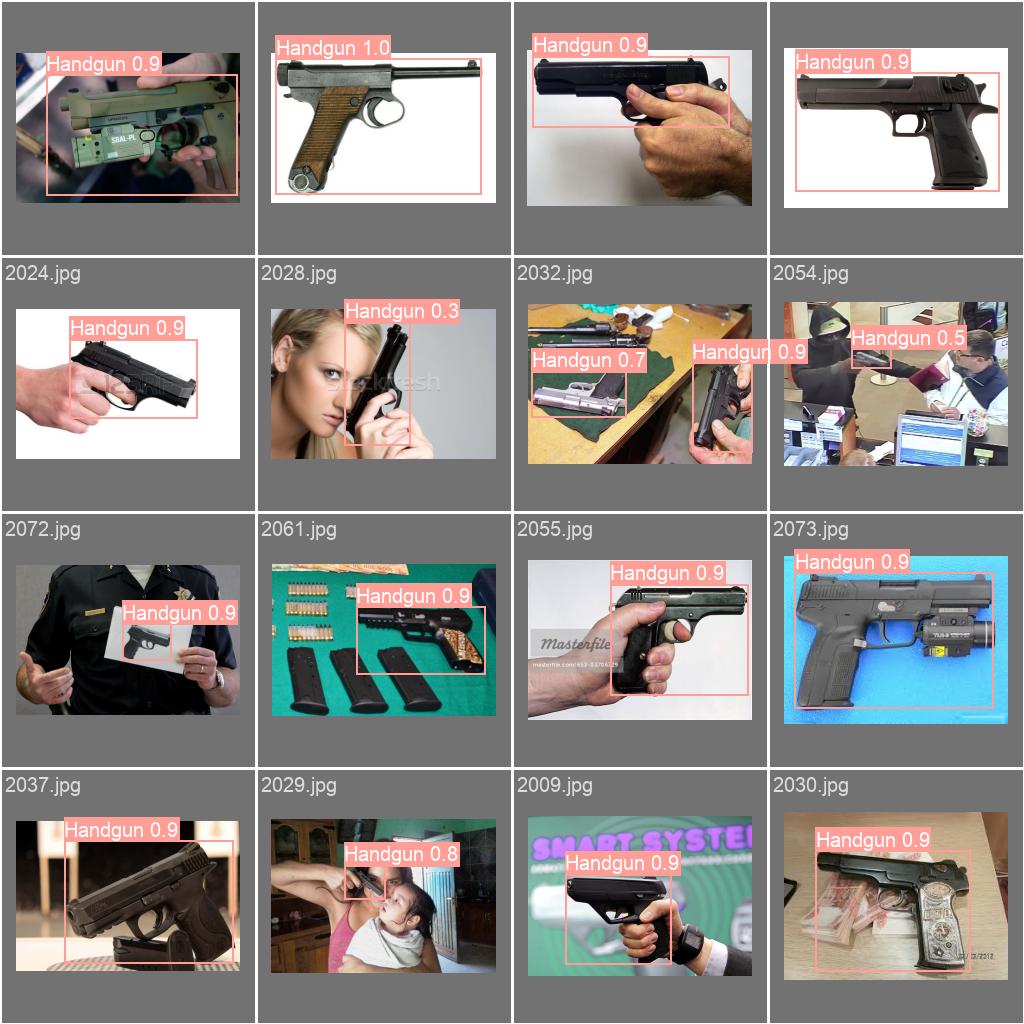 Handgun 0.9
SBAL-PL
Handgun 1.0
Handgun 0.9
Handgun 0.9
2024.jpg
Handgun 0.9
2028.jpg
Handgun 0.3
2032.jpg
Handgun 0.7
Handgun 0.9
2054.jpg
Handgun 0.5
2072.jpg
Handgun 0.9
2061.jpg
Handgun 0.9
2055.jpg
Handgun 0.9
Masterfile
2073.jpg
Handgun 0.9
2037.jpg
Handgun 0.9
2029.jpg
Handgun 0.8
2009.jpg
SMART SYSTE
Handgun 0.9
2030.jpg
Handgun 0.9